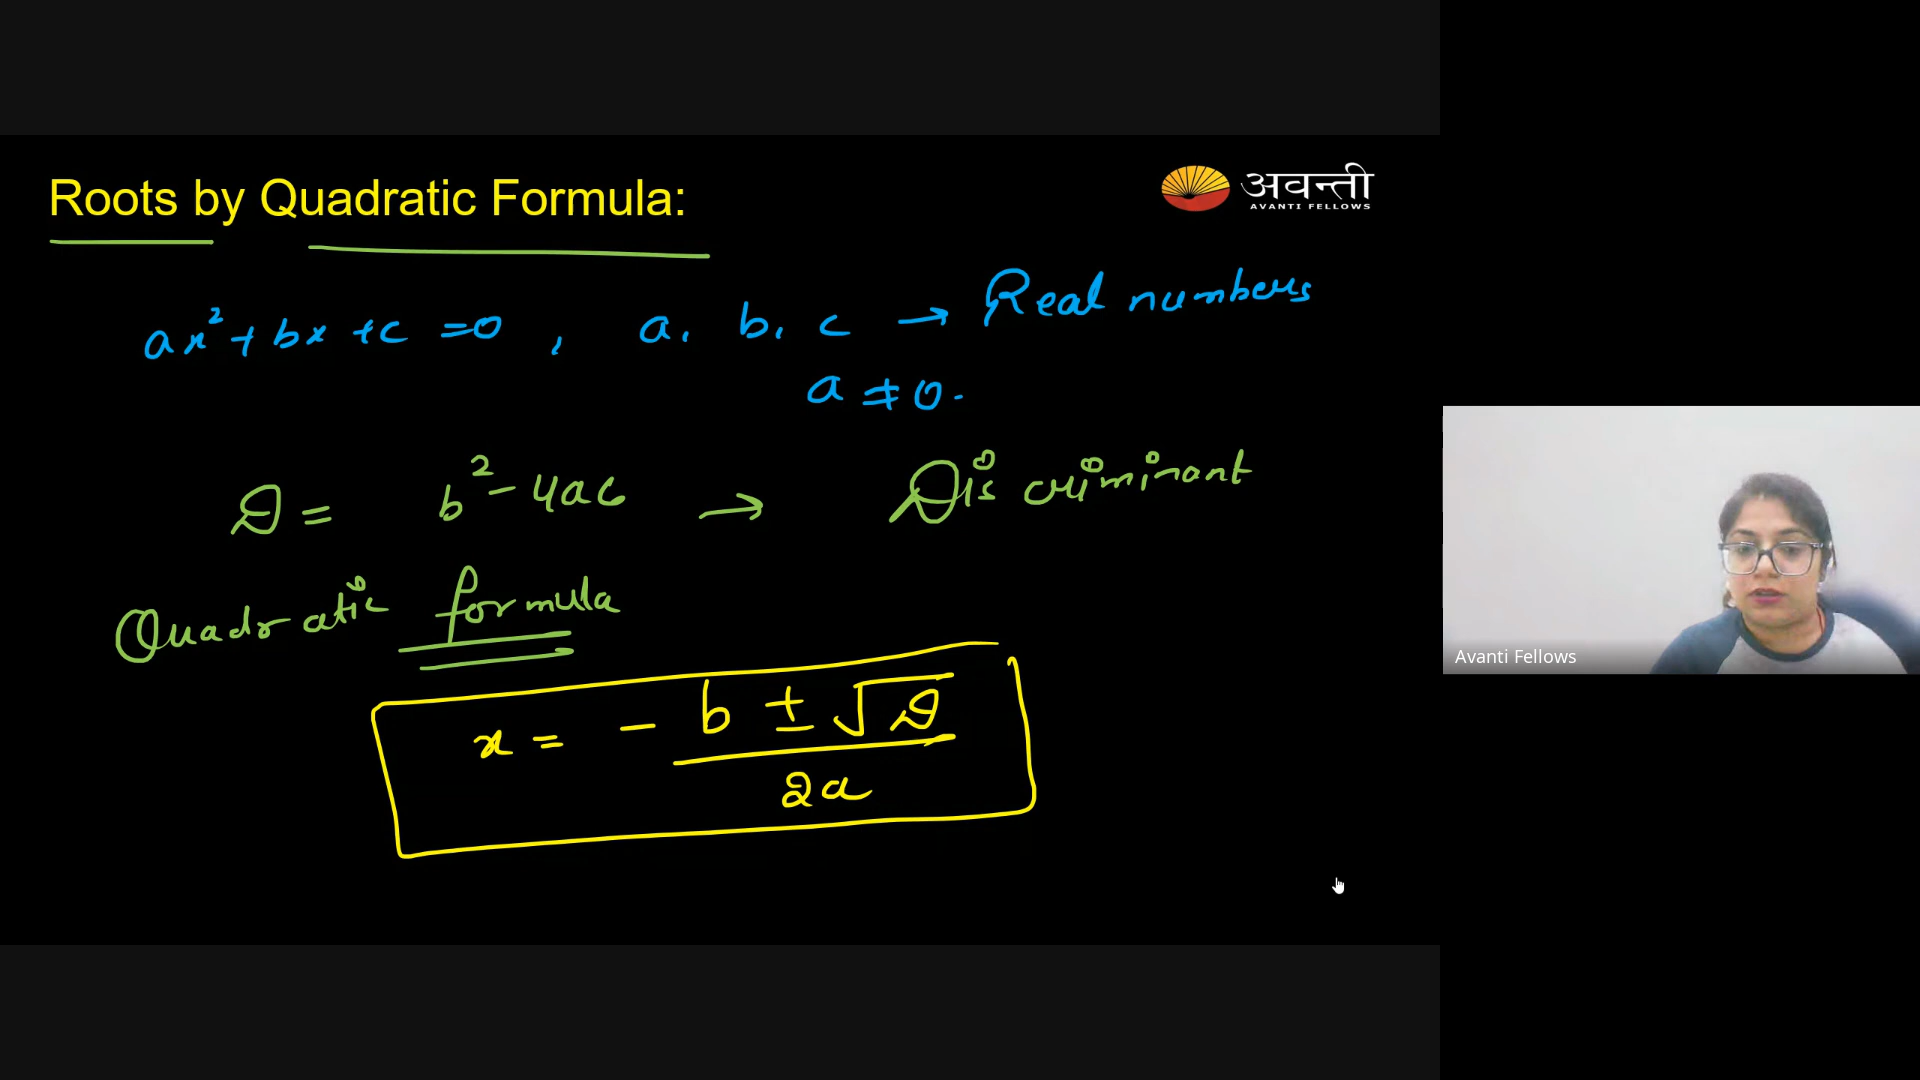 Roots by Quadratic Formula:
अवन्ती
AVANTI FELLOWS
ax²+bx+c=0, a, b, c → Real numbers
a ≠ 0.
D = b²-4ac → Discriminant
Quadratic formula
x = -b ± √D / 2a
Avanti Fellows